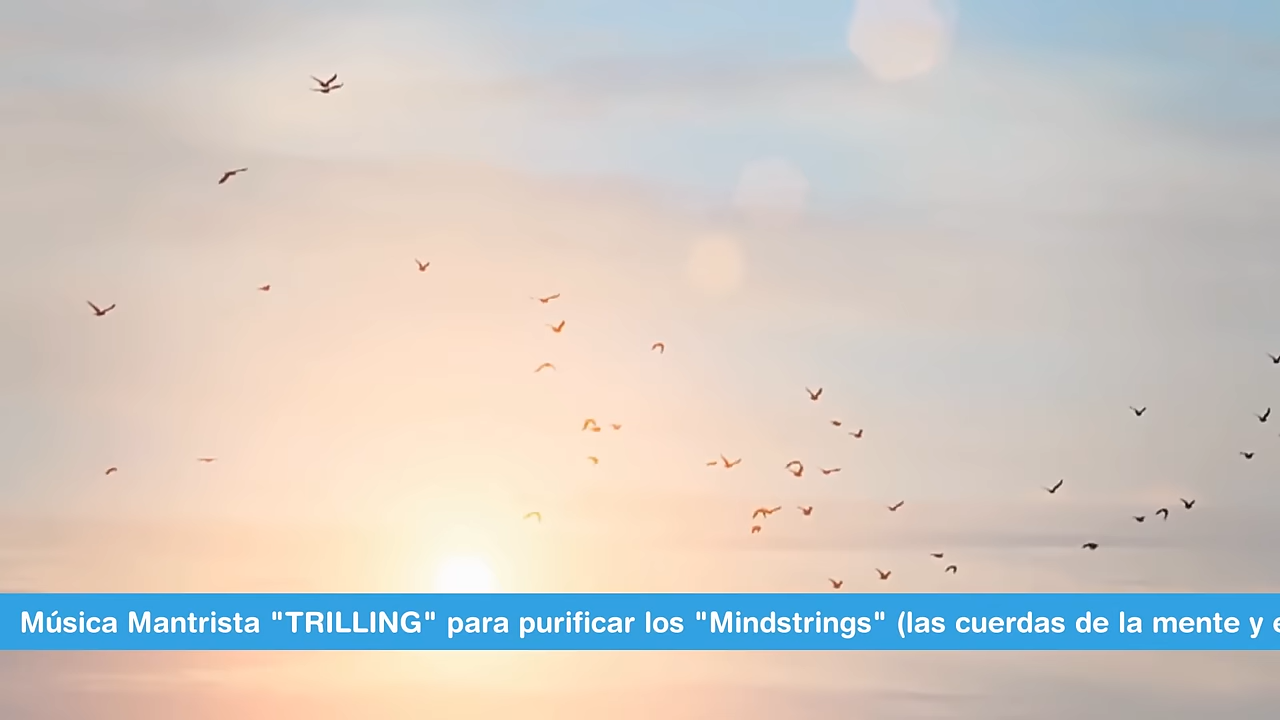 Música Mantrista "TRILLING" para purificar los "Mindstrings" (las cuerdas de la mente y